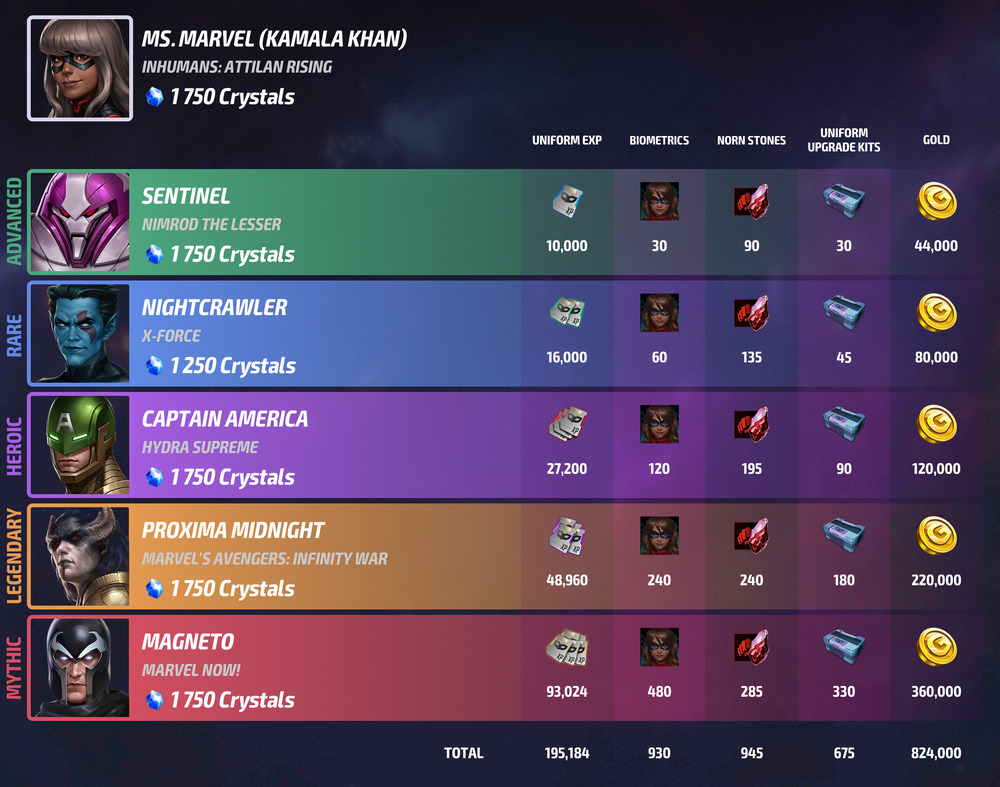 MS. MARVEL (KAMALA KHAN)
INHUMANS: ATTILAN RISING
1 750 Crystals
UNIFORM EXP BIOMETRICS NORN STONES UNIFORM UPGRADE KITS GOLD
ADVANCED
SENTINEL
NIMROD THE LESSER
1 750 Crystals
10,000 30 90 30 44,000
RARE
NIGHTCRAWLER
X-FORCE
1 250 Crystals
16,000 60 135 45 80,000
HEROIC
CAPTAIN AMERICA
HYDRA SUPREME
1 750 Crystals
27,200 120 195 90 120,000
LEGENDARY
PROXIMA MIDNIGHT
MARVEL'S AVENGERS: INFINITY WAR
1 750 Crystals
48,960 240 240 180 220,000
MYTHIC
MAGNETO
MARVEL NOW!
1 750 Crystals
93,024 480 285 330 360,000
TOTAL 195,184 930 945 675 824,000